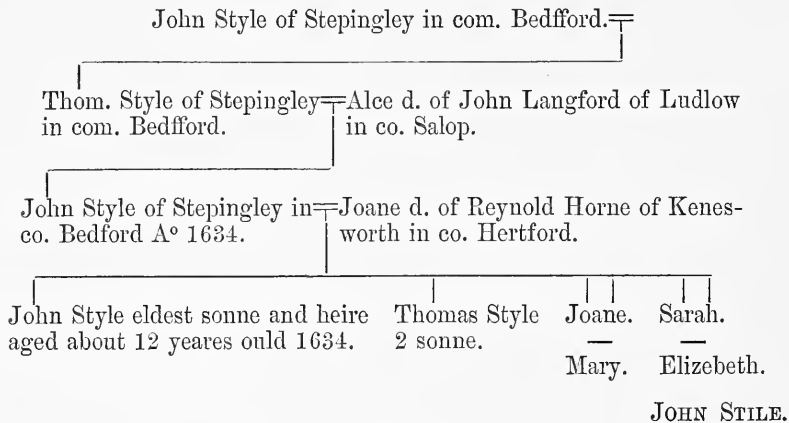 John Style of Stepingley in com. Bedfford.
Thom. Style of Stepingley
in com. Bedfford.
Alce d. of John Langford of Ludlow
in co. Salop.
John Style of Stepingley in
co. Bedford Aº 1634.
Joane d. of Reynold Horne of Kenes-
worth in co. Hertford.
John Style eldest sonne and heire
aged about 12 yeares ould 1634.
Thomas Style
2 sonne.
Joane.
—
Mary.
Sarah.
—
Elizebeth.
JOHN STILE.